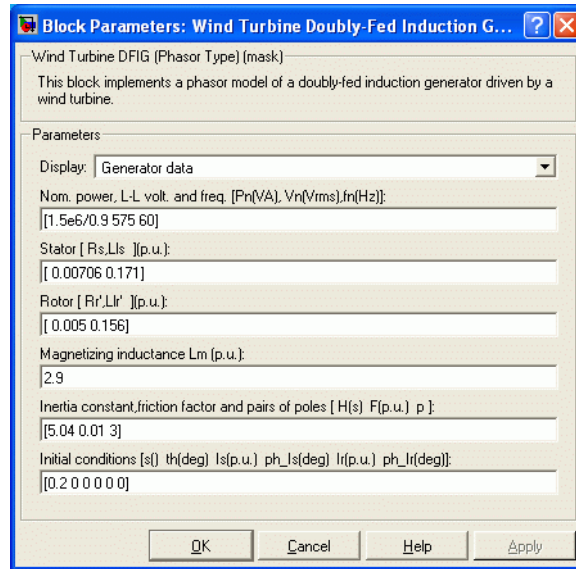 Block Parameters: Wind Turbine Doubly-Fed Induction G...
Wind Turbine DFIG (Phasor Type) (mask)
This block implements a phasor model of a doubly-fed induction generator driven by a
wind turbine.
Parameters
Display: Generator data
Nom. power, L-L volt. and freq. [Pn(VA), Vn(Vrms),fn(Hz)]:
[1.5e6/0.9 575 60]
Stator [ Rs,Lls ](p.u.):
[ 0.00706 0.171]
Rotor [ Rr',Llr' ](p.u.):
[ 0.005 0.156]
Magnetizing inductance Lm (p.u.):
2.9
Inertia constant,friction factor and pairs of poles [ H(s) F(p.u.) p ]:
[5.04 0.01 3]
Initial conditions [s() th(deg) Is(p.u.) ph_Is(deg) Ir(p.u.) ph_Ir(deg)]:
[0.2 0 0 0 0 0]
OK Cancel Help Apply